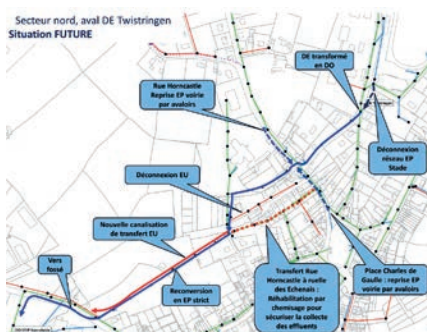 Secteur nord, aval DE Twistringen
Situation FUTURE
DE transformé
en DO
Rue Horncastle
Reprise EP voirie
par avaloirs
Déconnexion
réseau EP
Stade
Déconnexion EU
Nouvelle canalisation
de transfert EU
Vers
fossé
Reconversion
en EP strict
Transfert Rue
Horncastle à ruelle
des Echenais :
Réhabilitation par
chemisage pour
sécuriser la collecte
des effluents
Place Charles de
Gaulle : reprise EP
voirie par avaloirs